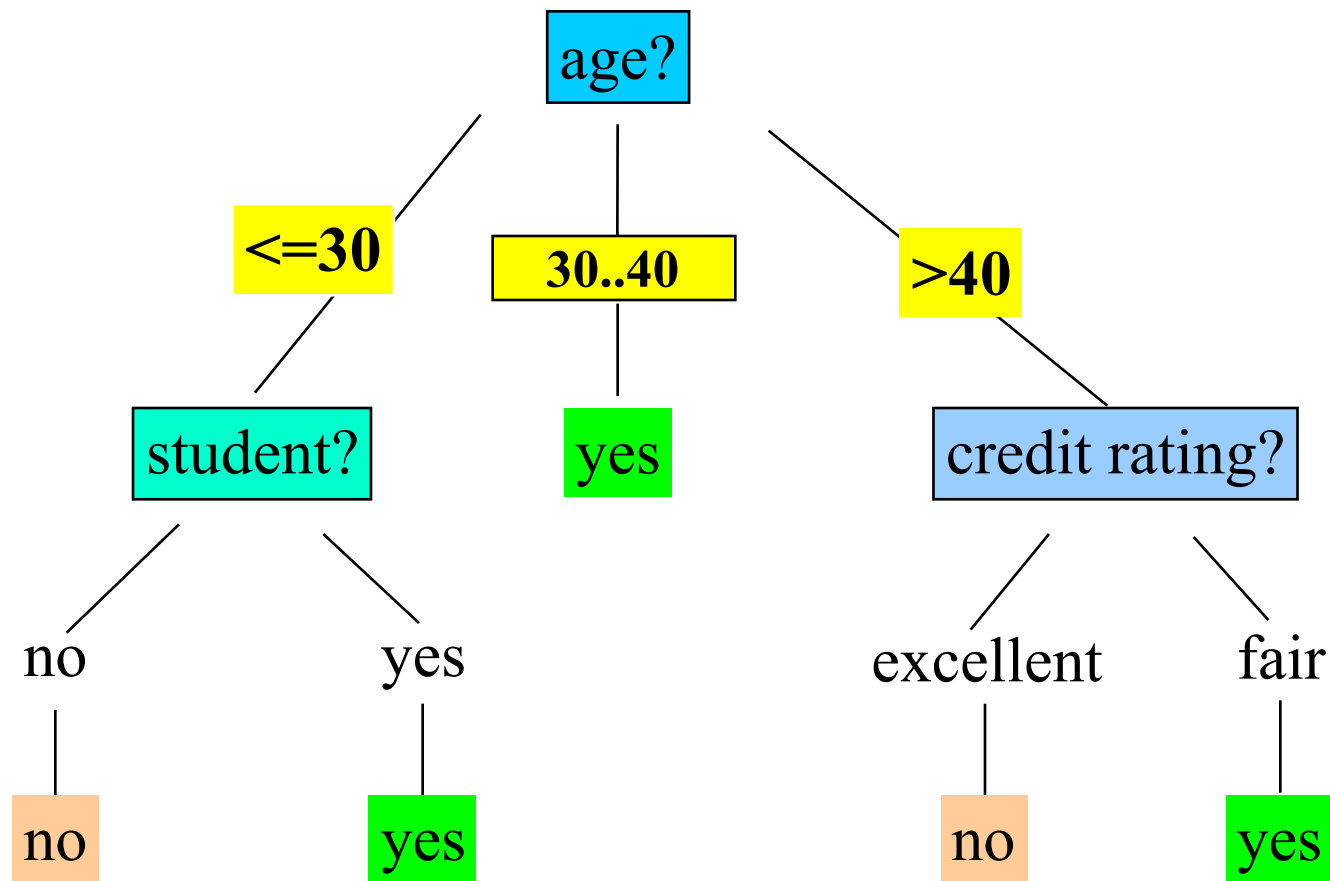 age?
<=30
30..40
>40
student?
yes
credit rating?
no
yes
excellent
fair
no
yes
no
yes